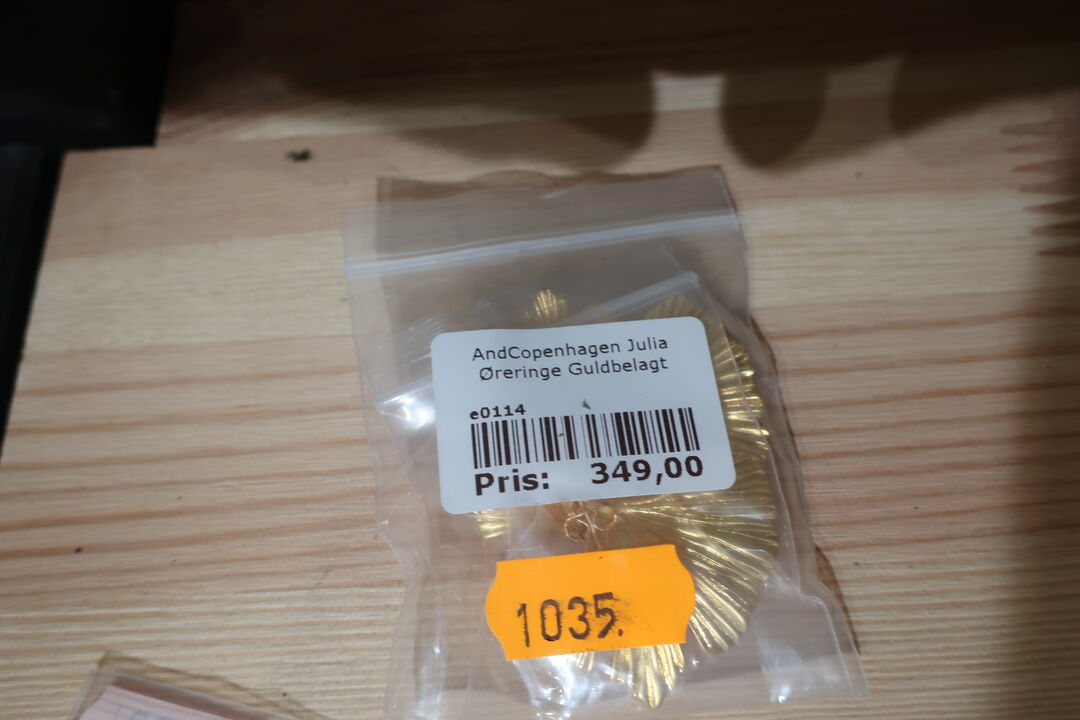 AndCopenhagen Julia
Øreringe Guldbelagt
e0114
Pris: 349,00
1035.